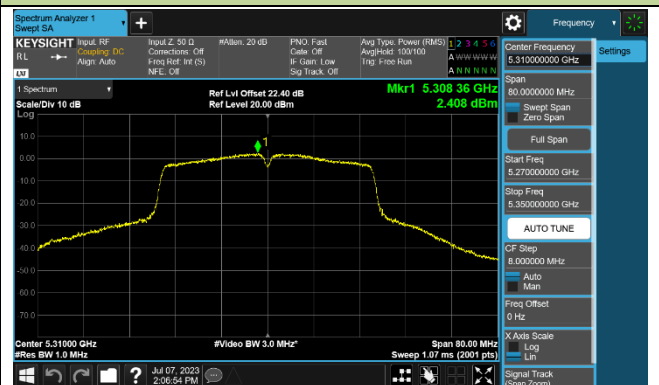 Spectrum Analyzer 1
Swept SA
Frequency
KEYSIGHT
RL
LXI
Input: RF
Coupling: DC
Align: Auto
Input Z: 50 Ω
Corrections: Off
Freq Ref: Int (S)
NFE: Off
#Atten: 20 dB
PNO: Fast
Gate: Off
IF Gain: Low
Sig Track: Off
Avg Type: Power (RMS)
Avg|Hold: 100/100
Trig: Free Run
1 2 3 4 5 6
A W W W W W
A N N N N N
1 Spectrum
Scale/Div 10 dB
Log
Ref Lvl Offset 22.40 dB
Ref Level 20.00 dBm
Mkr1 5.308 36 GHz
2.408 dBm
1
10.0
0.00
-10.0
-20.0
-30.0
-40.0
-50.0
-60.0
-70.0
Center 5.31000 GHz
#Res BW 1.0 MHz
#Video BW 3.0 MHz*
Span 80.00 MHz
Sweep 1.07 ms (2001 pts)
Jul 07, 2023
2:06:54 PM
Center Frequency
5.310000000 GHz
Settings
Span
80.0000000 MHz
Swept Span
Zero Span
Full Span
Start Freq
5.270000000 GHz
Stop Freq
5.350000000 GHz
AUTO TUNE
CF Step
8.000000 MHz
Auto
Man
Freq Offset
0 Hz
X Axis Scale
Log
Lin
Signal Track
(Span Zoom)